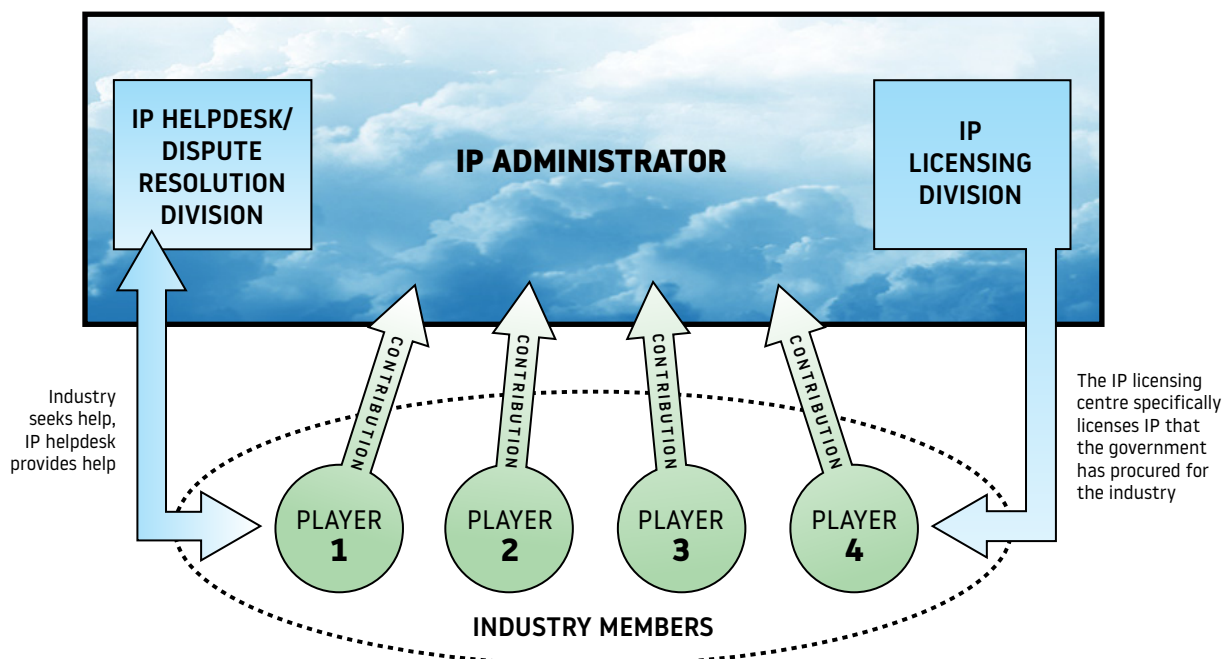 IP HELPDESK/
DISPUTE
RESOLUTION
DIVISION
IP ADMINISTRATOR
IP
LICENSING
DIVISION
CONTRIBUTION
CONTRIBUTION
CONTRIBUTION
CONTRIBUTION
Industry
seeks help,
IP helpdesk
provides help
The IP licensing
centre specifically
licenses IP that
the government
has procured for
the industry
PLAYER
1
PLAYER
2
PLAYER
3
PLAYER
4
INDUSTRY MEMBERS